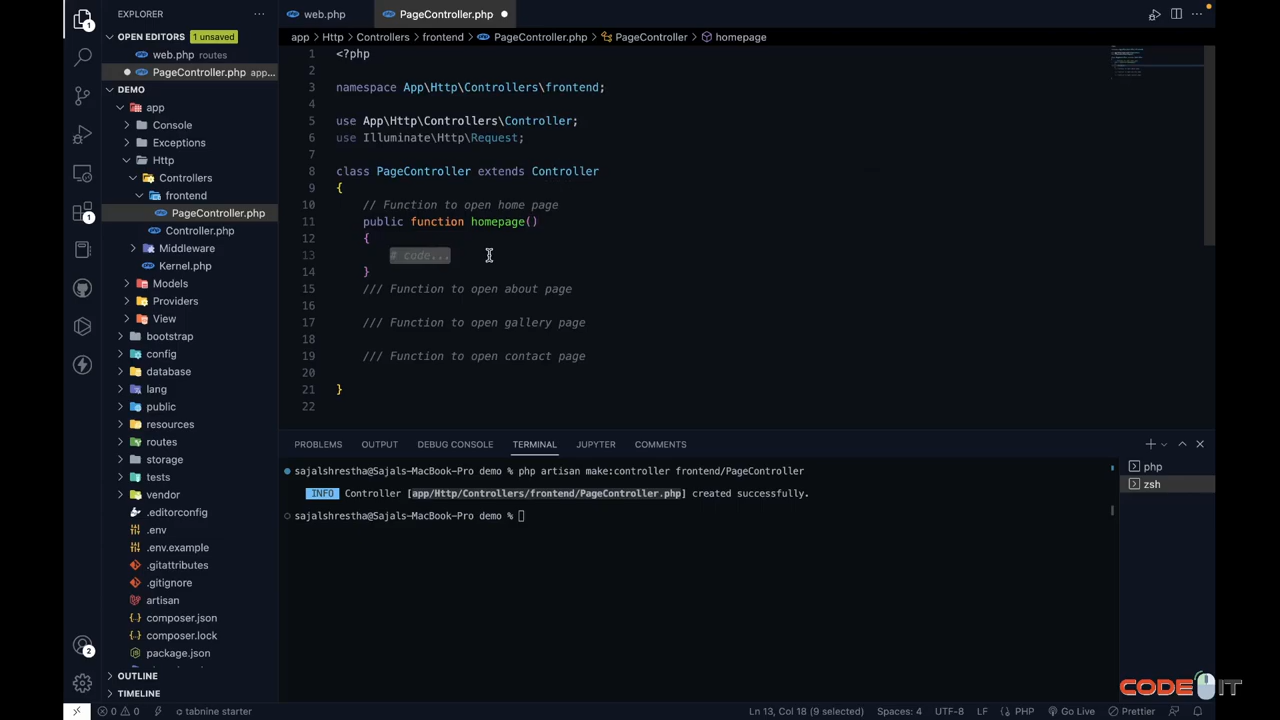 EXPLORER
web.php
PageController.php
OPEN EDITORS 1 unsaved
web.php routes
PageController.php app...
DEMO
app
Console
Exceptions
Http
Controllers
frontend
PageController.php
Controller.php
Middleware
Kernel.php
Models
Providers
View
bootstrap
config
database
lang
public
resources
routes
storage
tests
vendor
.editorconfig
.env
.env.example
.gitattributes
.gitignore
artisan
composer.json
composer.lock
package.json
OUTLINE
TIMELINE
app > Http > Controllers > frontend > PageController.php > PageController > homepage
1 <?php
2
3 namespace App\Http\Controllers\frontend;
4
5 use App\Http\Controllers\Controller;
6 use Illuminate\Http\Request;
7
8 class PageController extends Controller
9 {
10 // Function to open home page
11 public function homepage()
12 {
13 # code...
14 }
15 /// Function to open about page
16
17 /// Function to open gallery page
18
19 /// Function to open contact page
20
21 }
22
PROBLEMS OUTPUT DEBUG CONSOLE TERMINAL JUPYTER COMMENTS
sajalshrestha@Sajals-MacBook-Pro demo % php artisan make:controller frontend/PageController
INFO Controller [app/Http/Controllers/frontend/PageController.php] created successfully.
sajalshrestha@Sajals-MacBook-Pro demo %
php
zsh
1
2
CODE IT
0 0 tabnine starter Ln 13, Col 18 (9 selected) Spaces: 4 UTF-8 LF PHP Go Live Prettier